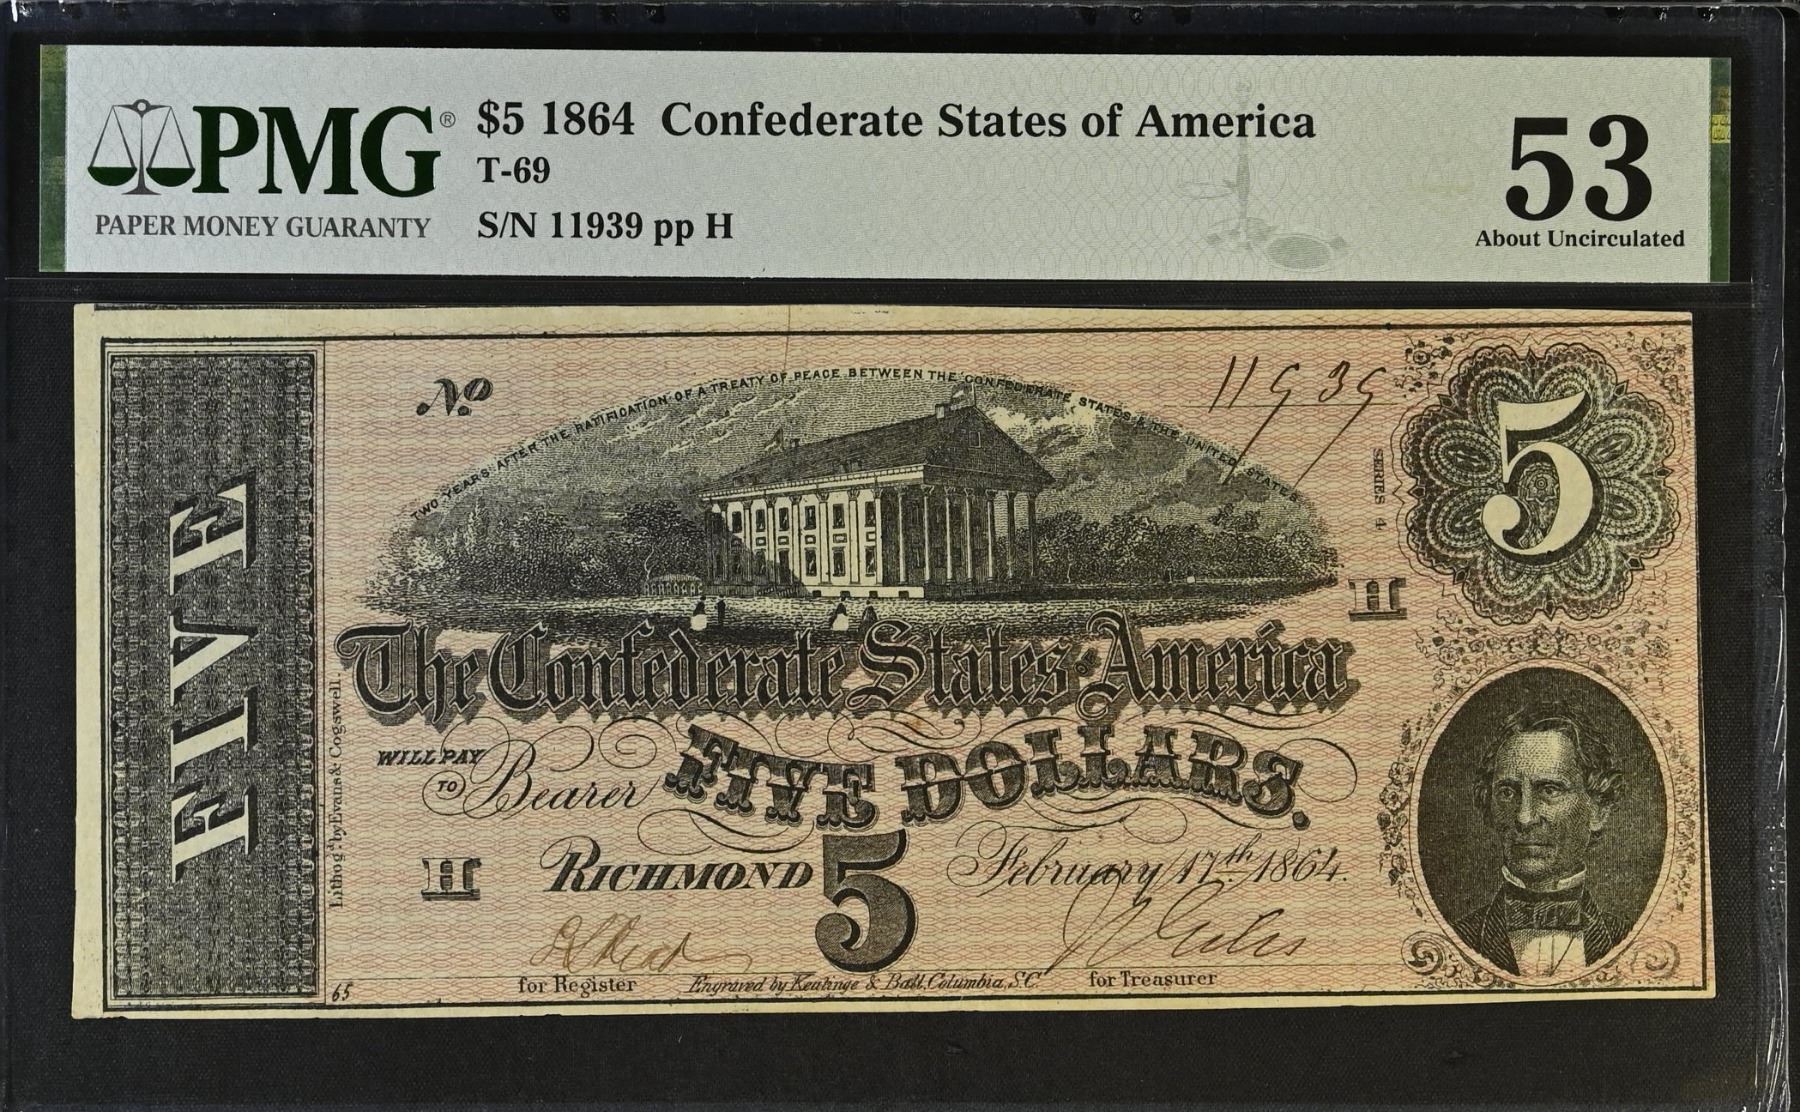 PMG®
PAPER MONEY GUARANTY
$5 1864 Confederate States of America
T-69
S/N 11939 pp H
53
About Uncirculated
No
11939
TWO YEARS AFTER THE RATIFICATION OF A TREATY OF PEACE BETWEEN THE CONFEDERATE STATES & THE UNITED STATES
SERIES 4
5
H
FIVE
The Confederate States of America
WILL PAY
TO Bearer
FIVE DOLLARS.
H
RICHMOND
5
February 17th 1864.
for Register
Engraved by Keatinge & Ball, Columbia, S.C.
for Treasurer
65
Lithog'd by Evans & Cogswell.